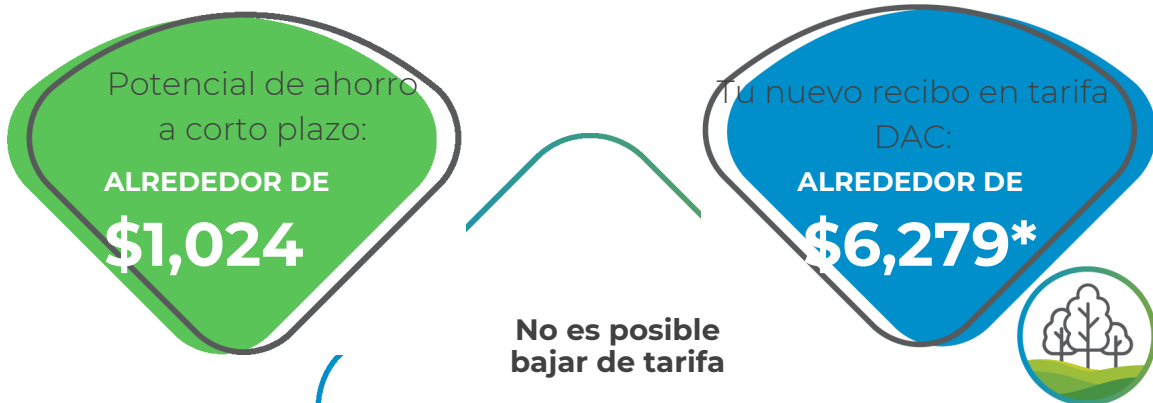 Potencial de ahorro
a corto plazo:
ALREDEDOR DE
$1,024
Tu nuevo recibo en tarifa
DAC:
ALREDEDOR DE
$6,279*
No es posible
bajar de tarifa